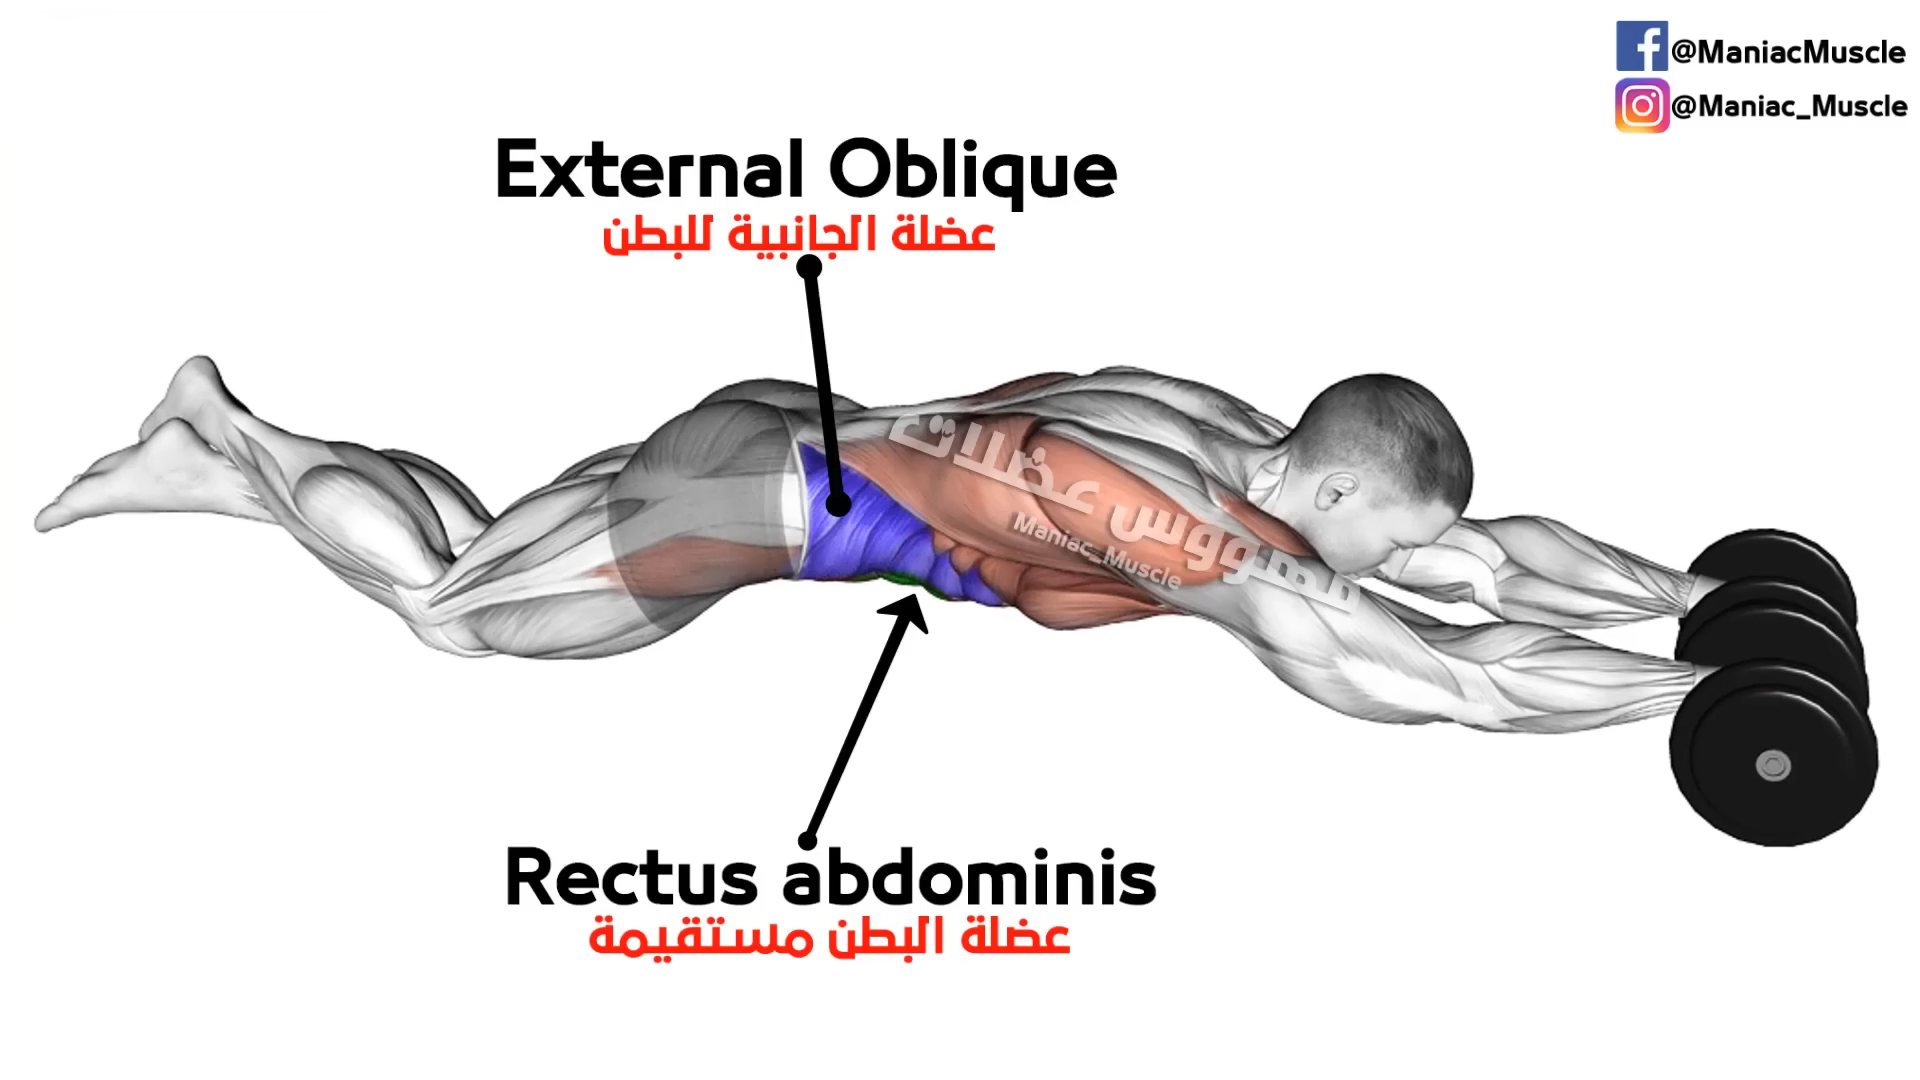 @ManiacMuscle
@Maniac_Muscle
External Oblique
عضلة الجانبية للبطن
مهووس عضلات
Maniac_Muscle
Rectus abdominis
عضلة البطن مستقيمة